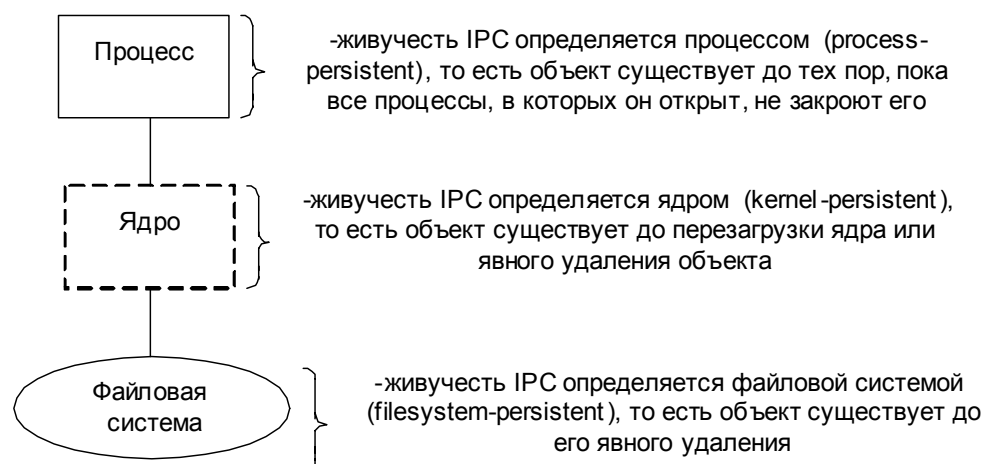 Процесс
-живучесть IPC определяется процессом (process-
persistent), то есть объект существует до тех пор, пока
все процессы, в которых он открыт, не закроют его
Ядро
-живучесть IPC определяется ядром (kernel-persistent),
то есть объект существует до перезагрузки ядра или
явного удаления объекта
Файловая
система
-живучесть IPC определяется файловой системой
(filesystem-persistent), то есть объект существует до
его явного удаления